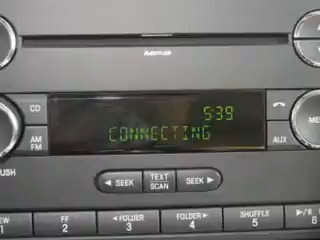 5:39
CD
CONNECTING
AM
FM
AUX
ME
PUSH
SEEK
TEXT
SCAN
SEEK
FF
2
FOLDER
3
FOLDER
4
SHUFFLE
5
6